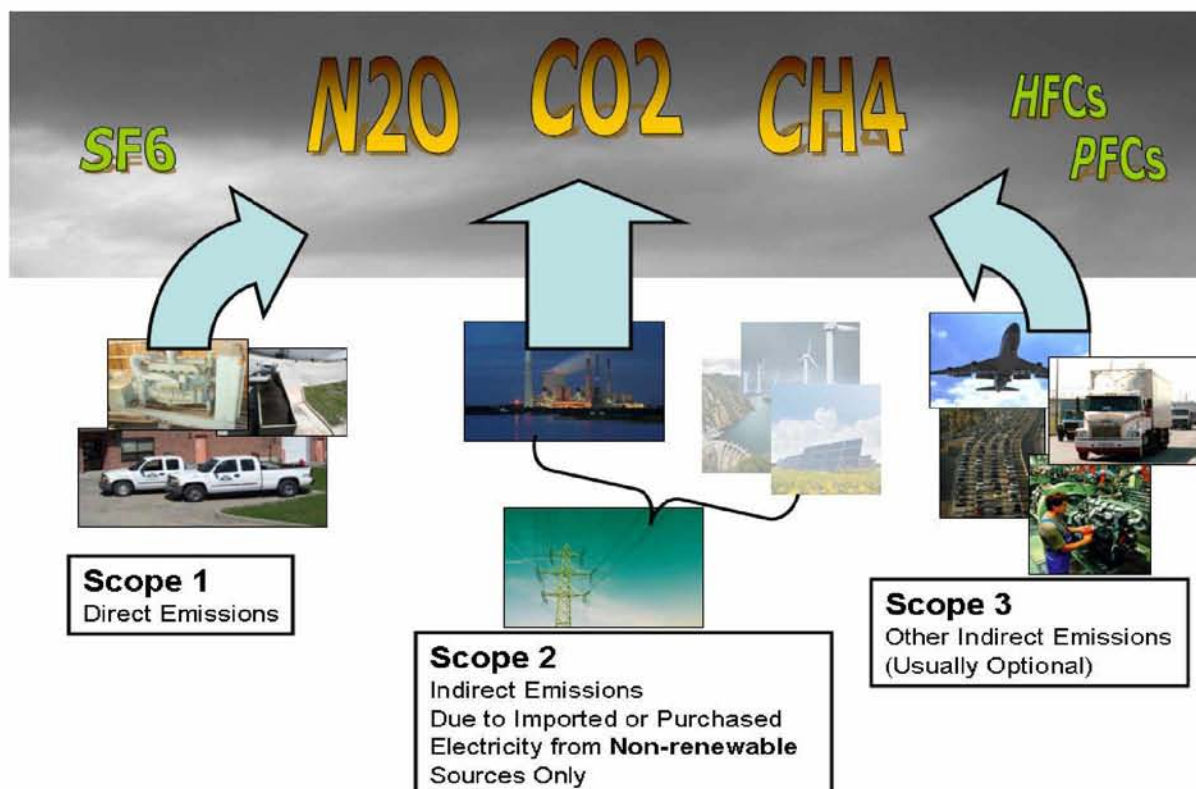 SF6
N2O
CO2
CH4
HFCs
PFCs
Scope 1
Direct Emissions
Scope 2
Indirect Emissions
Due to Imported or Purchased
Electricity from Non-renewable
Sources Only
Scope 3
Other Indirect Emissions
(Usually Optional)